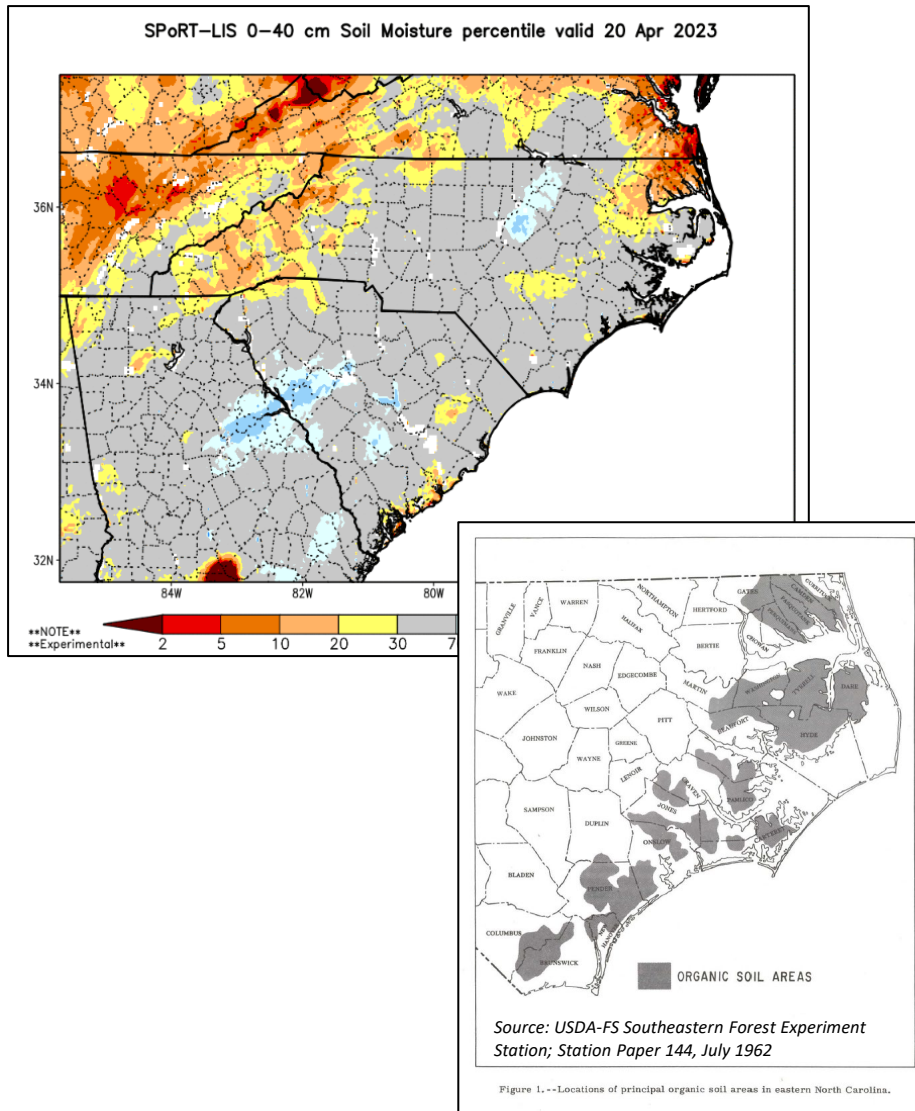 SPoRT-LIS 0-40 cm Soil Moisture percentile valid 20 Apr 2023
36N
34N
32N
84W
82W
80W
**NOTE**
**Experimental**
2
5
10
20
30
7
GRANVILLE
VANCE
WARREN
NORTHAMPTON
HALIFAX
HERTFORD
GATES
CURRITUCK
CAMDEN
PASQUOTANK
PERQUIMANS
CHOWAN
BERTIE
FRANKLIN
NASH
EDGECOMBE
MARTIN
WASHINGTON
TYRRELL
DARE
WAKE
WILSON
PITT
BEAUFORT
HYDE
JOHNSTON
GREENE
WAYNE
LENOIR
CRAVEN
PAMLICO
JONES
SAMPSON
DUPLIN
ONSLOW
CARTERET
BLADEN
PENDER
NEW
HANOVER
COLUMBUS
BRUNSWICK
ORGANIC SOIL AREAS
Source: USDA-FS Southeastern Forest Experiment
Station; Station Paper 144, July 1962
Figure 1.--Locations of principal organic soil areas in eastern North Carolina.